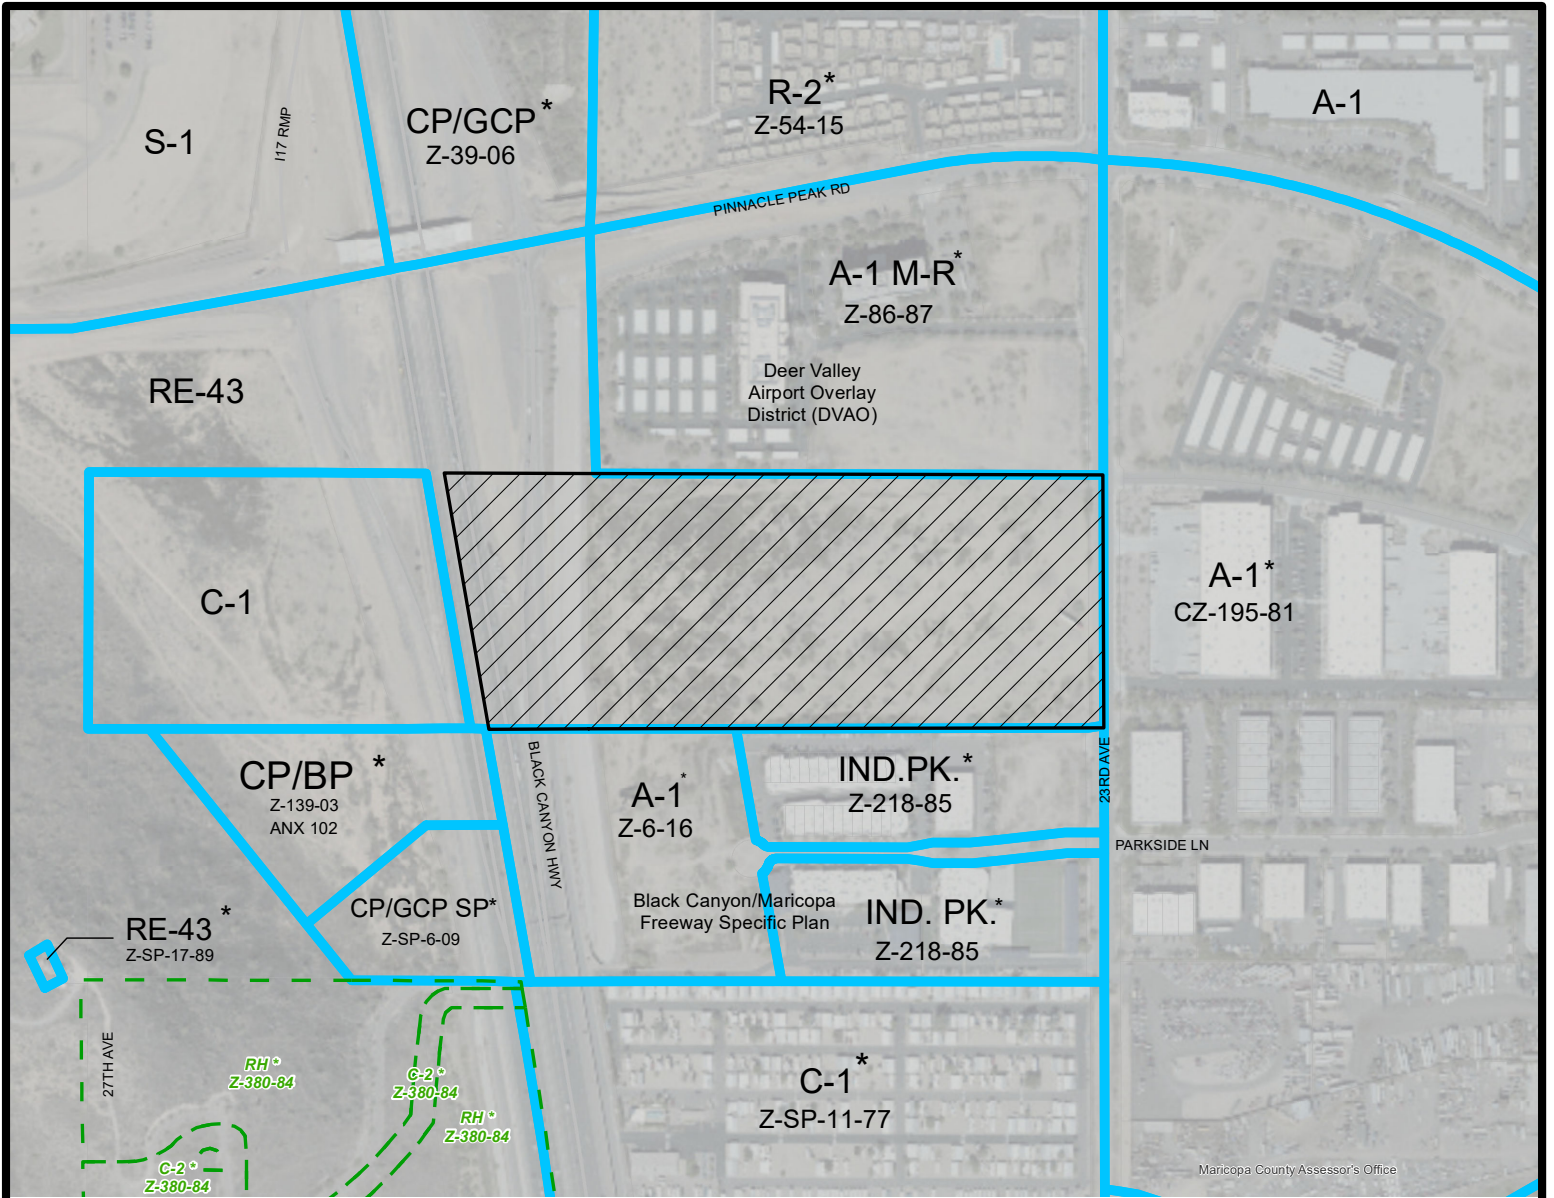 S-1
I17 RMP
CP/GCP*
Z-39-06
R-2*
Z-54-15
A-1
PINNACLE PEAK RD
A-1 M-R*
Z-86-87
Deer Valley
Airport Overlay
District (DVAO)
RE-43
C-1
A-1*
CZ-195-81
CP/BP *
Z-139-03
ANX 102
BLACK CANYON HWY
A-1*
Z-6-16
IND.PK.*
Z-218-85
23RD AVE
PARKSIDE LN
CP/GCP SP*
Z-SP-6-09
Black Canyon/Maricopa
Freeway Specific Plan
IND. PK.*
Z-218-85
RE-43 *
Z-SP-17-89
27TH AVE
RH *
Z-380-84
C-2 *
Z-380-84
RH *
Z-380-84
C-2 *
Z-380-84
C-1*
Z-SP-11-77
Maricopa County Assessor's Office